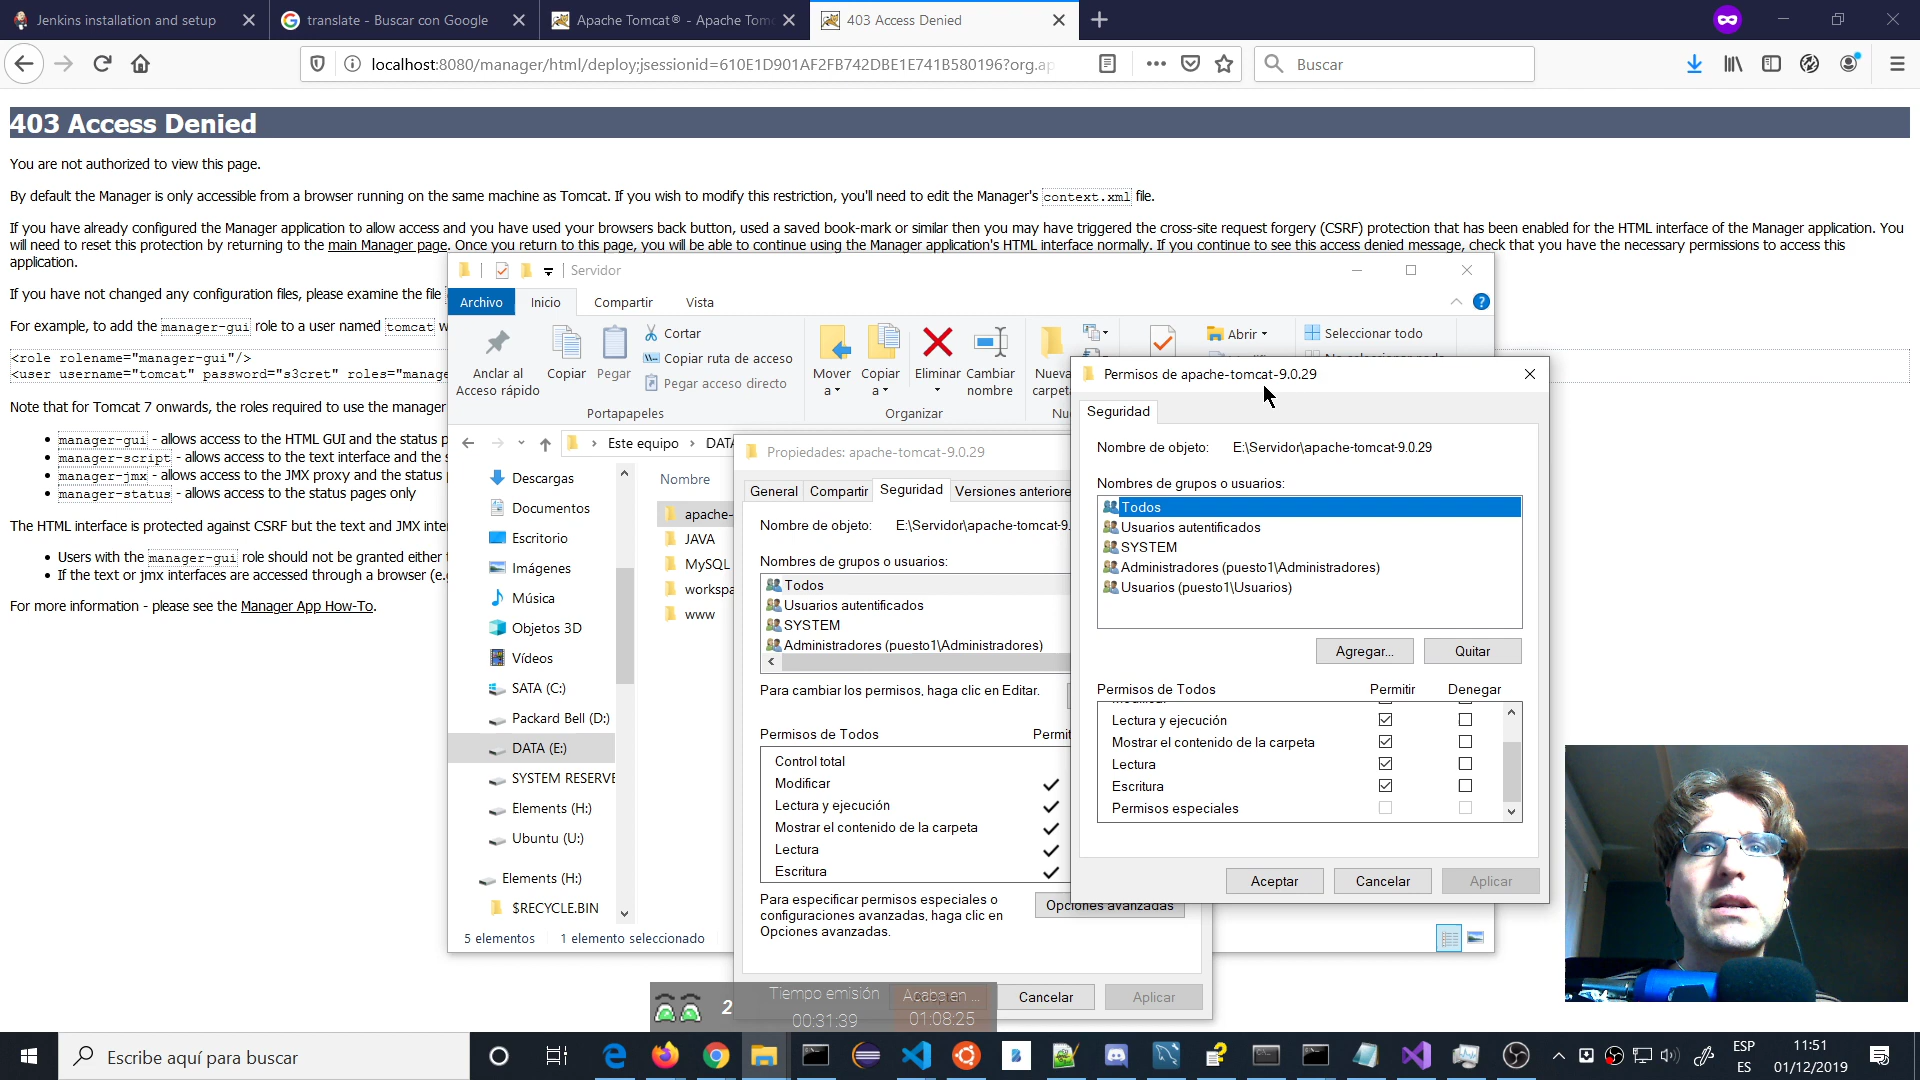 Jenkins installation and setup
translate - Buscar con Google
Apache Tomcat® - Apache Tom
403 Access Denied
localhost:8080/manager/html/deploy;jsessionid=610E1D901AF2FB742DBE1E741B580196?org.ap
Buscar
403 Access Denied
You are not authorized to view this page.
By default the Manager is only accessible from a browser running on the same machine as Tomcat. If you wish to modify this restriction, you'll need to edit the Manager's context.xml file.
If you have already configured the Manager application to allow access and you have used your browsers back button, used a saved book-mark or similar then you may have triggered the cross-site request forgery (CSRF) protection that has been enabled for the HTML interface of the Manager application. You
will need to reset this protection by returning to the main Manager page. Once you return to this page, you will be able to continue using the Manager application's HTML interface normally. If you continue to see this access denied message, check that you have the necessary permissions to access this
application.
If you have not changed any configuration files, please examine the file
For example, to add the manager-gui role to a user named tomcat w
<role rolename="manager-gui"/>
<user username="tomcat" password="s3cret" roles="manage
Note that for Tomcat 7 onwards, the roles required to use the manager
manager-gui - allows access to the HTML GUI and the status p
manager-script - allows access to the text interface and the s
manager-jmx - allows access to the JMX proxy and the status
manager-status - allows access to the status pages only
The HTML interface is protected against CSRF but the text and JMX inte
Users with the manager-gui role should not be granted either
If the text or jmx interfaces are accessed through a browser (e.g
For more information - please see the Manager App How-To.
Servidor
Archivo
Inicio
Compartir
Vista
Anclar al
Acceso rápido
Copiar
Pegar
Cortar
Copiar ruta de acceso
Pegar acceso directo
Portapapeles
Mover
a
Copiar
a
Eliminar
Cambiar
nombre
Organizar
Nueva
carpet
Nu
Abrir
Seleccionar todo
Este equipo
DATA
Descargas
Documentos
Escritorio
Imágenes
Música
Objetos 3D
Vídeos
SATA (C:)
Packard Bell (D:)
DATA (E:)
SYSTEM RESERVE
Elements (H:)
Ubuntu (U:)
Elements (H:)
$RECYCLE.BIN
Nombre
apache-
JAVA
MySQL
workspa
www
5 elementos
1 elemento seleccionado
Propiedades: apache-tomcat-9.0.29
General
Compartir
Seguridad
Versiones anteriore
Nombre de objeto:
E:\Servidor\apache-tomcat-9.
Nombres de grupos o usuarios:
Todos
Usuarios autentificados
SYSTEM
Administradores (puesto1\Administradores)
Para cambiar los permisos, haga clic en Editar.
Permisos de Todos
Permit
Control total
Modificar
Lectura y ejecución
Mostrar el contenido de la carpeta
Lectura
Escritura
Para especificar permisos especiales o
configuraciones avanzadas, haga clic en
Opciones avanzadas.
Opciones avanzadas
Cancelar
Aplicar
Permisos de apache-tomcat-9.0.29
Seguridad
Nombre de objeto:
E:\Servidor\apache-tomcat-9.0.29
Nombres de grupos o usuarios:
Todos
Usuarios autentificados
SYSTEM
Administradores (puesto1\Administradores)
Usuarios (puesto1\Usuarios)
Agregar...
Quitar
Permisos de Todos
Permitir
Denegar
Lectura y ejecución
Mostrar el contenido de la carpeta
Lectura
Escritura
Permisos especiales
Aceptar
Cancelar
Aplicar
2
Tiempo emisión
00:31:39
Acaba en ...
01:08:25
Escribe aquí para buscar
ESP
ES
11:51
01/12/2019